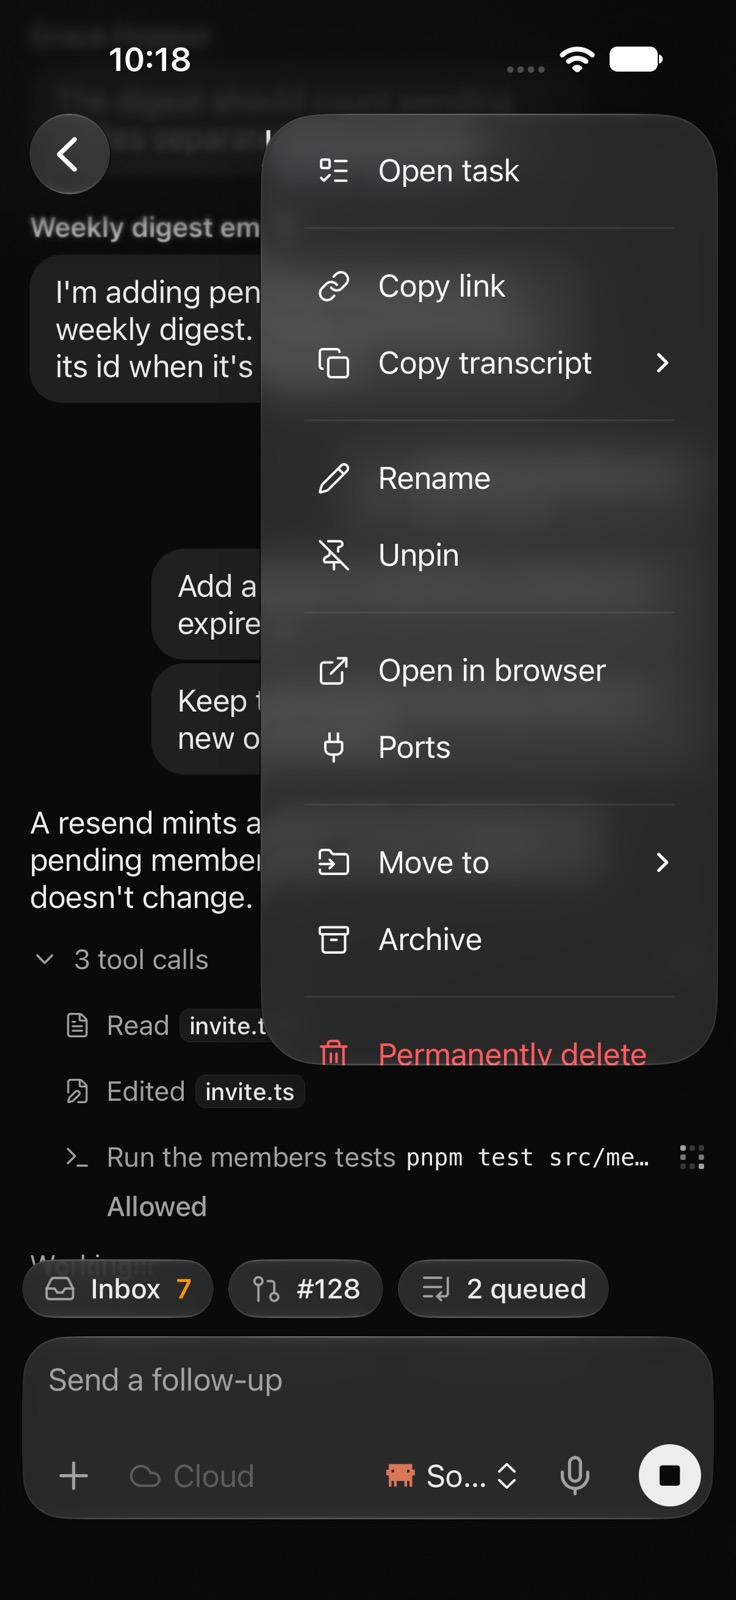 10:18
Weekly digest em
I'm adding pen
weekly digest.
its id when it's
Add a
expire
Keep t
new o
A resend mints a
pending member
doesn't change.
3 tool calls
Read invite.t
Edited invite.ts
Run the members tests pnpm test src/me…
Allowed
Working...
Open task
Copy link
Copy transcript
Rename
Unpin
Open in browser
Ports
Move to
Archive
Permanently delete
Inbox 7
#128
2 queued
Send a follow-up
Cloud
So...